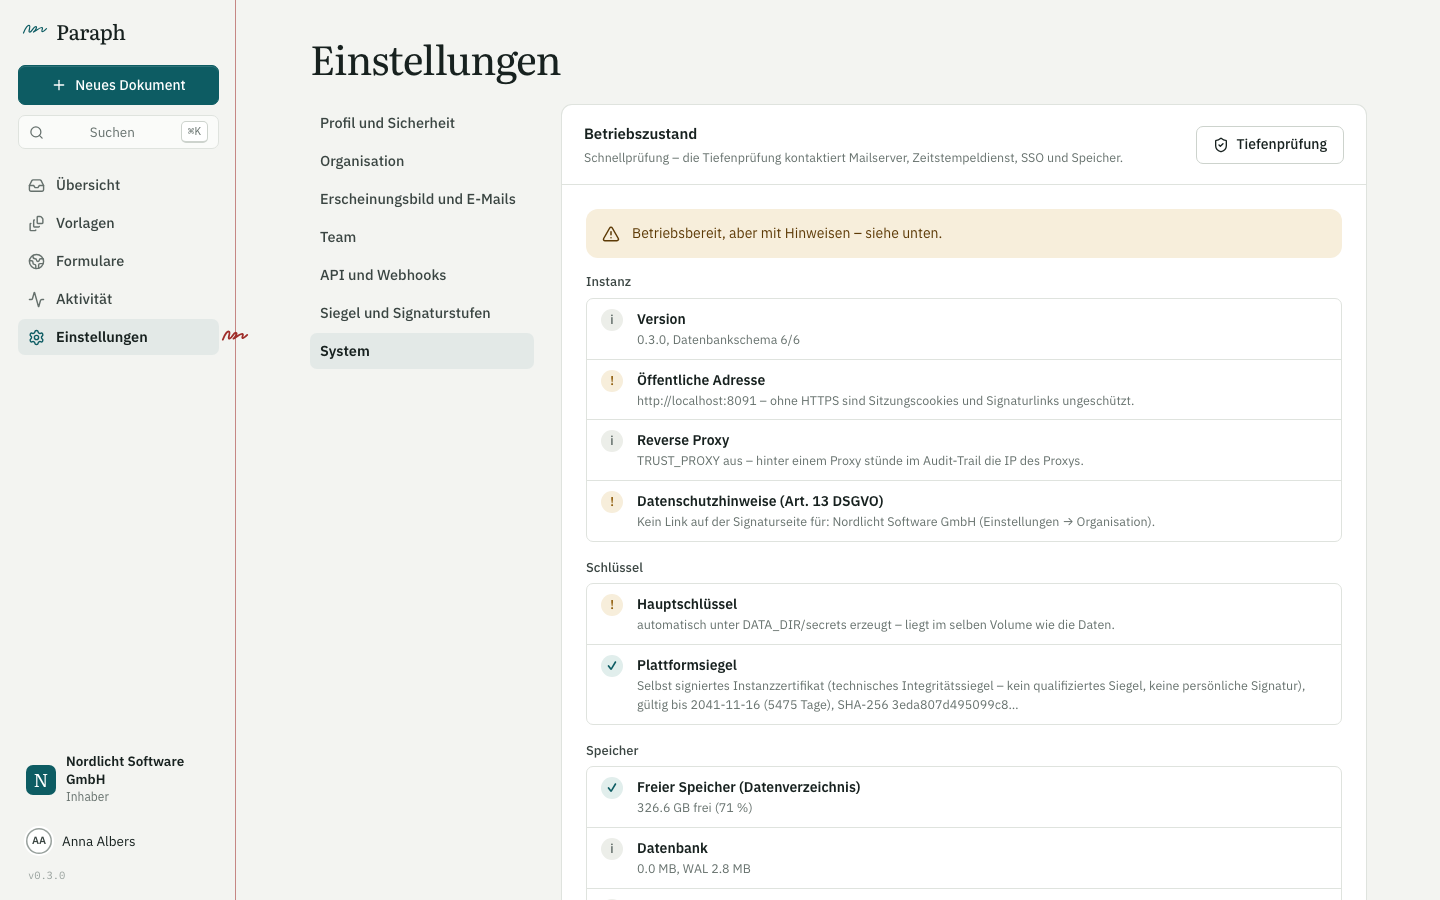 Paraph
Neues Dokument
Suchen ⌘K
Übersicht
Vorlagen
Formulare
Aktivität
Einstellungen
Nordlicht Software
GmbH
Inhaber
AA Anna Albers
v0.3.0
Einstellungen
Profil und Sicherheit
Organisation
Erscheinungsbild und E-Mails
Team
API und Webhooks
Siegel und Signaturstufen
System
Betriebszustand
Schnellprüfung – die Tiefenprüfung kontaktiert Mailserver, Zeitstempeldienst, SSO und Speicher.
Tiefenprüfung
Betriebsbereit, aber mit Hinweisen – siehe unten.
Instanz
Version
0.3.0, Datenbankschema 6/6
Öffentliche Adresse
http://localhost:8091 – ohne HTTPS sind Sitzungscookies und Signaturlinks ungeschützt.
Reverse Proxy
TRUST_PROXY aus – hinter einem Proxy stünde im Audit-Trail die IP des Proxys.
Datenschutzhinweise (Art. 13 DSGVO)
Kein Link auf der Signaturseite für: Nordlicht Software GmbH (Einstellungen → Organisation).
Schlüssel
Hauptschlüssel
automatisch unter DATA_DIR/secrets erzeugt – liegt im selben Volume wie die Daten.
Plattformsiegel
Selbst signiertes Instanzzertifikat (technisches Integritätssiegel – kein qualifiziertes Siegel, keine persönliche Signatur),
gültig bis 2041-11-16 (5475 Tage), SHA-256 3eda807d495099c8…
Speicher
Freier Speicher (Datenverzeichnis)
326.6 GB frei (71 %)
Datenbank
0.0 MB, WAL 2.8 MB